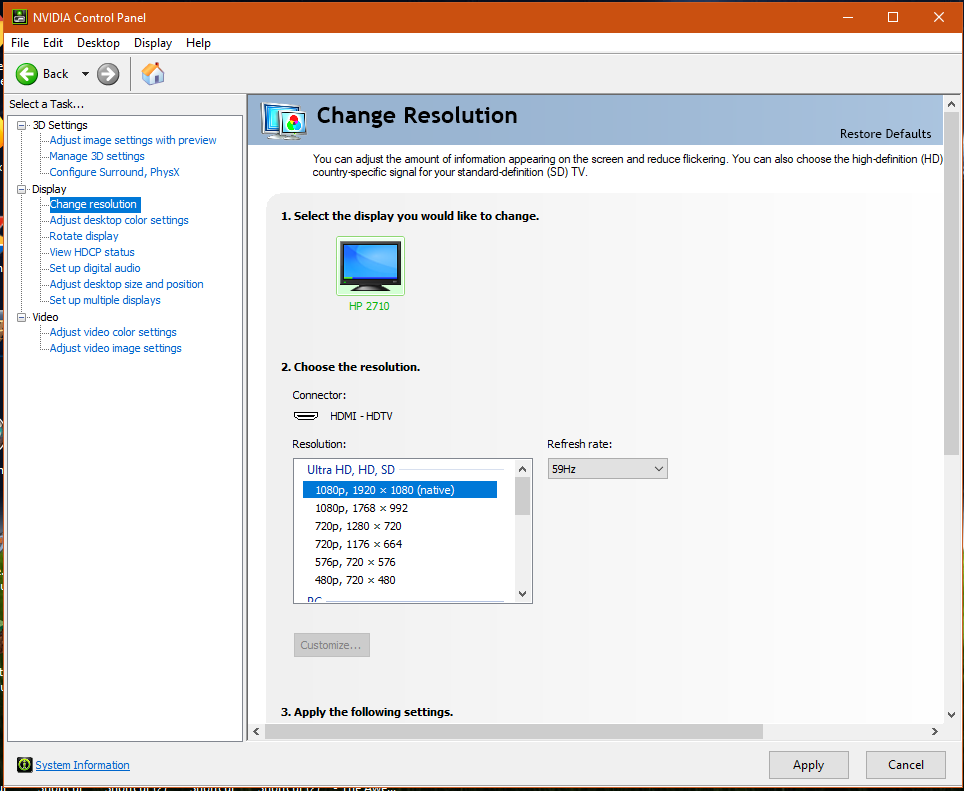 NVIDIA Control Panel
File Edit Desktop Display Help
Back
Select a Task...
3D Settings
Adjust image settings with preview
Manage 3D settings
Configure Surround, PhysX
Display
Change resolution
Adjust desktop color settings
Rotate display
View HDCP status
Set up digital audio
Adjust desktop size and position
Set up multiple displays
Video
Adjust video color settings
Adjust video image settings
Change Resolution
Restore Defaults
You can adjust the amount of information appearing on the screen and reduce flickering. You can also choose the high-definition (HD)
country-specific signal for your standard-definition (SD) TV.
1. Select the display you would like to change.
HP 2710
2. Choose the resolution.
Connector:
HDMI - HDTV
Resolution:
Refresh rate:
Ultra HD, HD, SD
59Hz
1080p, 1920 × 1080 (native)
1080p, 1768 × 992
720p, 1280 × 720
720p, 1176 × 664
576p, 720 × 576
480p, 720 × 480
PC
Customize...
3. Apply the following settings.
System Information
Apply
Cancel